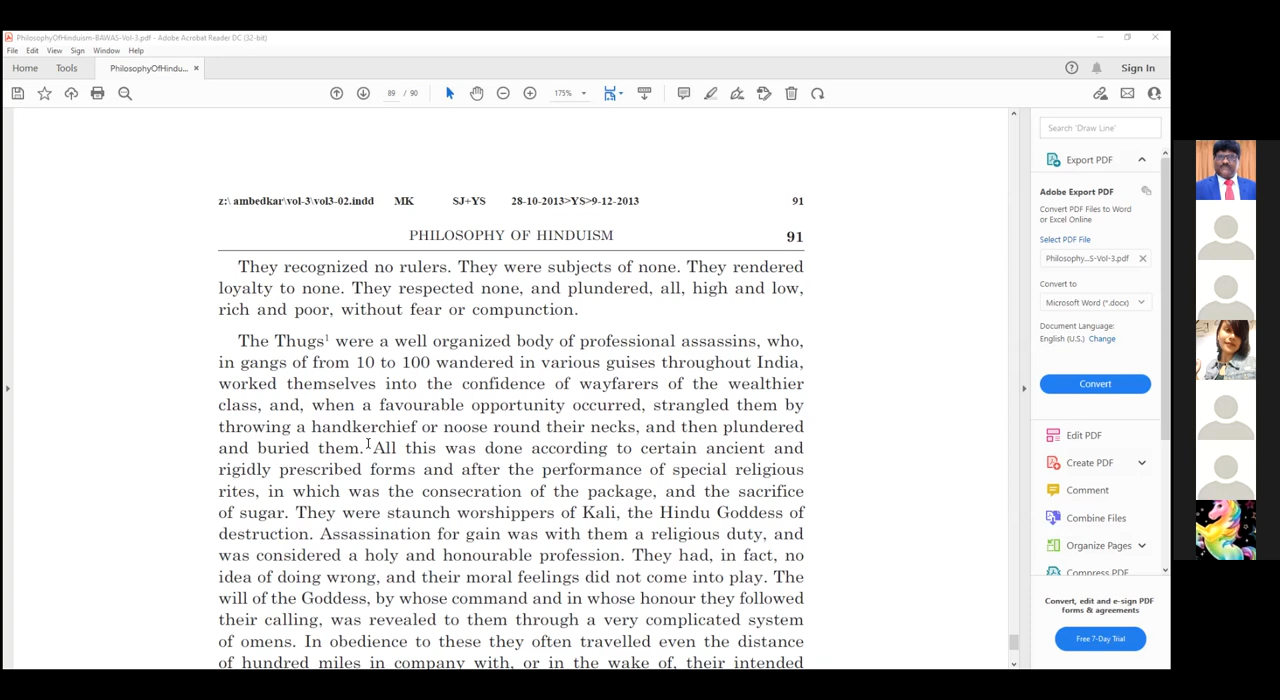 PhilosophyOfHinduism-BAWAS-Vol-3.pdf - Adobe Acrobat Reader DC (32-bit)
File Edit View Sign Window Help
Home Tools PhilosophyOfHindu... × Sign In
89 / 90 175%
z:\ ambedkar\vol-3\vol3-02.indd MK SJ+YS 28-10-2013>YS>9-12-2013 91
PHILOSOPHY OF HINDUISM 91
They recognized no rulers. They were subjects of none. They rendered
loyalty to none. They respected none, and plundered, all, high and low,
rich and poor, without fear or compunction.
The Thugs¹ were a well organized body of professional assassins, who,
in gangs of from 10 to 100 wandered in various guises throughout India,
worked themselves into the confidence of wayfarers of the wealthier
class, and, when a favourable opportunity occurred, strangled them by
throwing a handkerchief or noose round their necks, and then plundered
and buried them. All this was done according to certain ancient and
rigidly prescribed forms and after the performance of special religious
rites, in which was the consecration of the package, and the sacrifice
of sugar. They were staunch worshippers of Kali, the Hindu Goddess of
destruction. Assassination for gain was with them a religious duty, and
was considered a holy and honourable profession. They had, in fact, no
idea of doing wrong, and their moral feelings did not come into play. The
will of the Goddess, by whose command and in whose honour they followed
their calling, was revealed to them through a very complicated system
of omens. In obedience to these they often travelled even the distance
of hundred miles in company with, or in the wake of, their intended
Search 'Draw Line'
Export PDF
Adobe Export PDF
Convert PDF Files to Word
or Excel Online
Select PDF File
Philosophy...S-Vol-3.pdf
Convert to
Microsoft Word (*.docx)
Document Language:
English (U.S.) Change
Convert
Edit PDF
Create PDF
Comment
Combine Files
Organize Pages
Compress PDF
Convert, edit and e-sign PDF
forms & agreements
Free 7-Day Trial